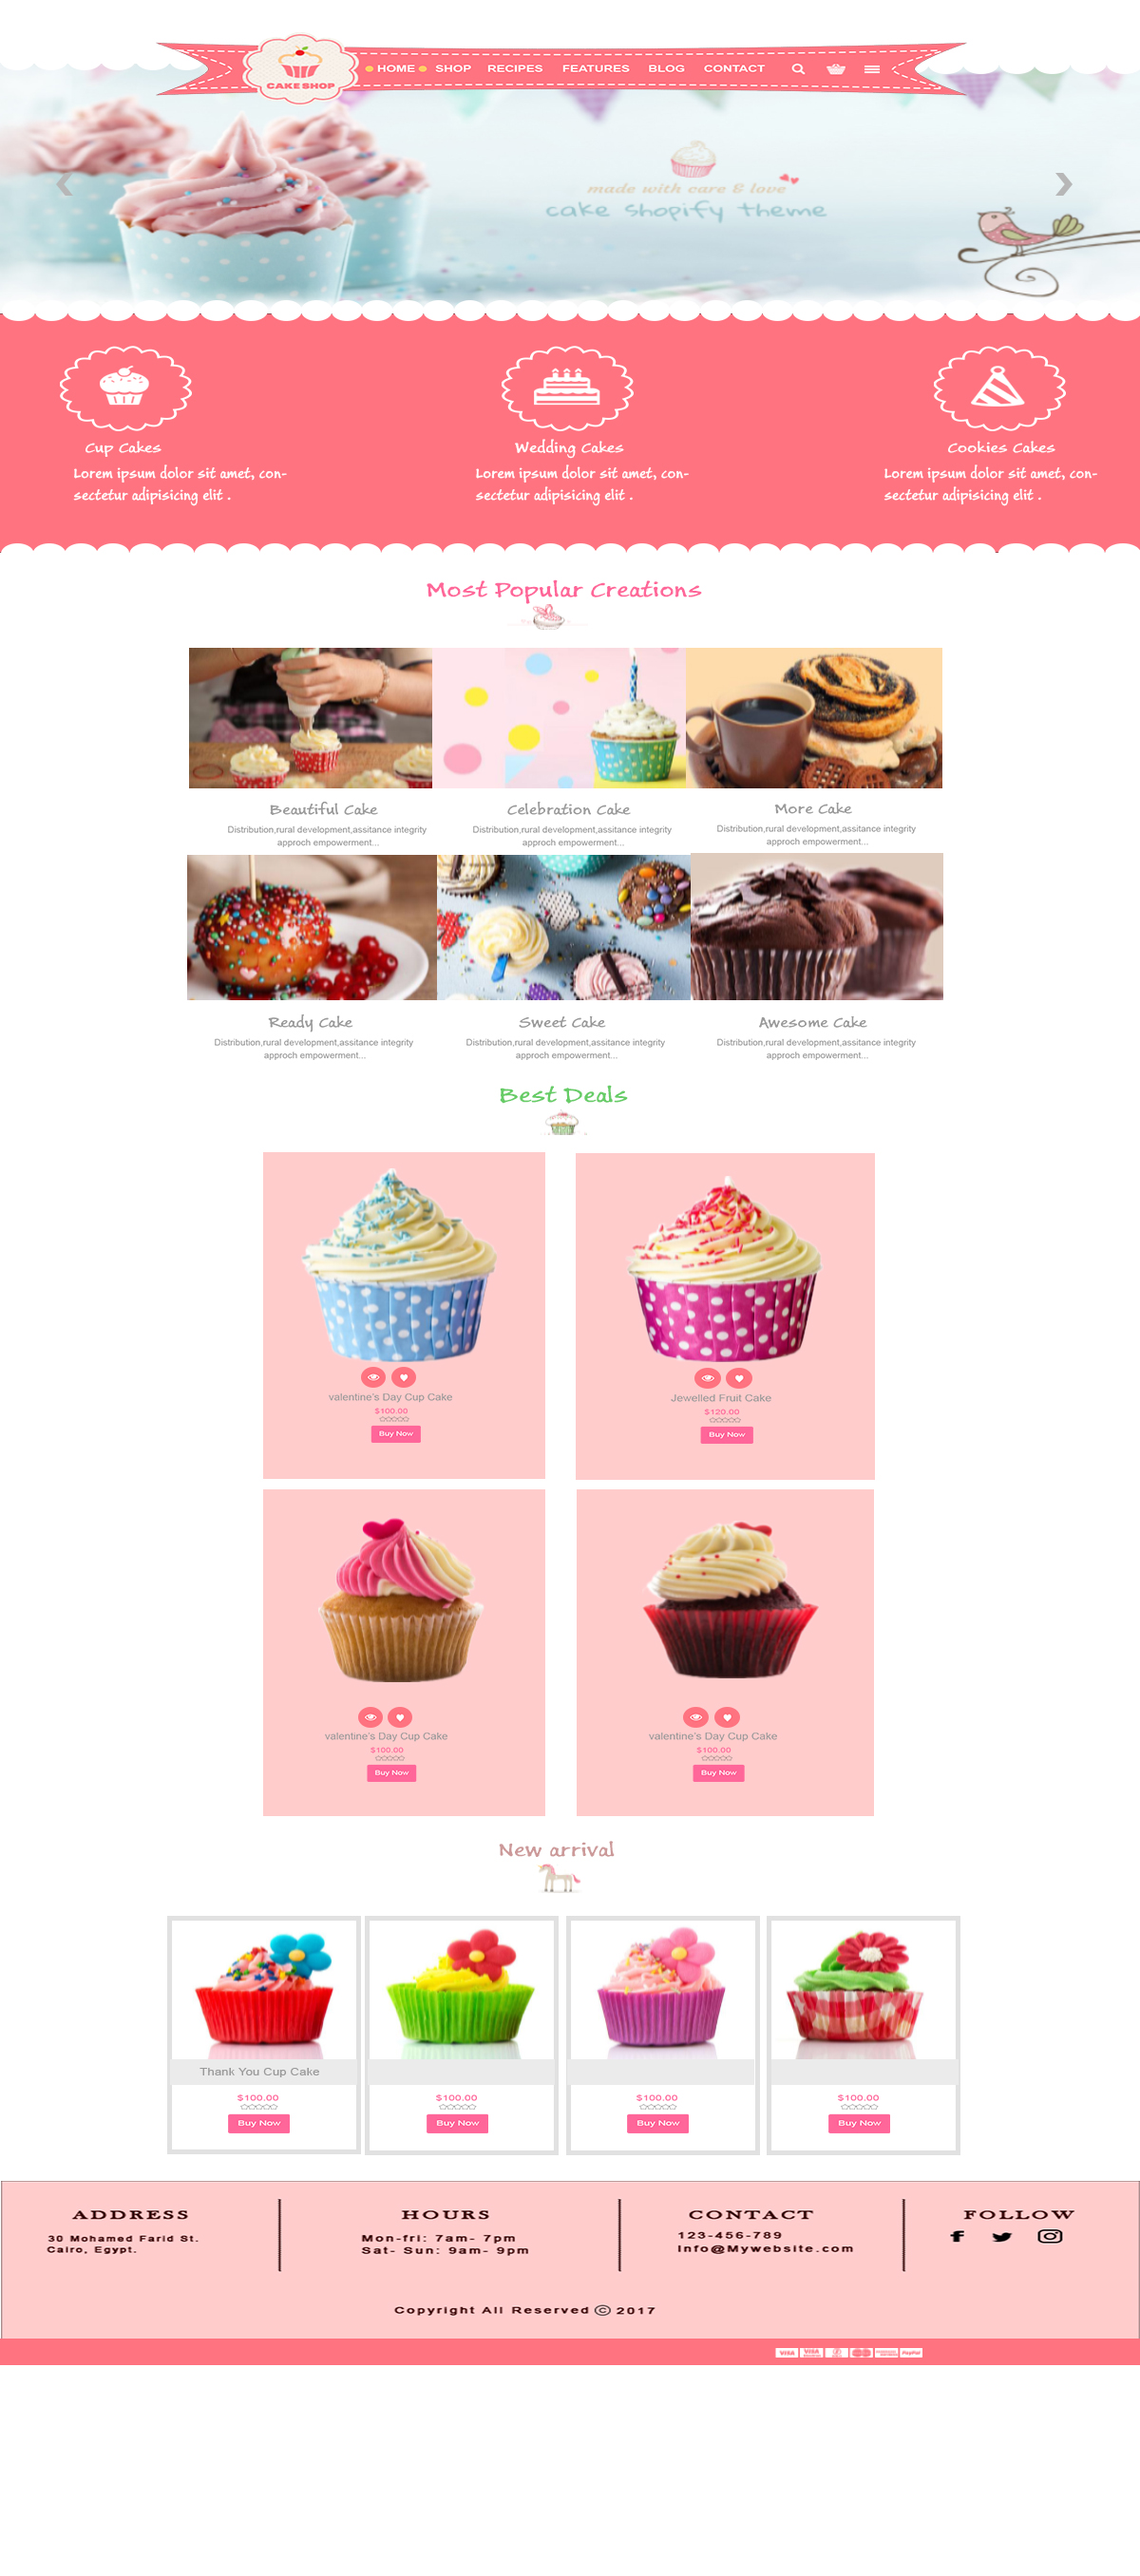 CAKE SHOP
HOME SHOP RECIPES FEATURES BLOG CONTACT
made with care & love
cake shopify theme
Cup Cakes
Lorem ipsum dolor sit amet, con-
sectetur adipisicing elit .
Wedding Cakes
Lorem ipsum dolor sit amet, con-
sectetur adipisicing elit .
Cookies Cakes
Lorem ipsum dolor sit amet, con-
sectetur adipisicing elit .
Most Popular Creations
Beautiful Cake
Distribution,rural development,assitance integrity
approch empowerment...
Celebration Cake
Distribution,rural development,assitance integrity
approch empowerment...
More Cake
Distribution,rural development,assitance integrity
approch empowerment...
Ready Cake
Distribution,rural development,assitance integrity
approch empowerment...
Sweet Cake
Distribution,rural development,assitance integrity
approch empowerment...
Awesome Cake
Distribution,rural development,assitance integrity
approch empowerment...
Best Deals
valentine's Day Cup Cake
$100.00
Buy Now
Jewelled Fruit Cake
$120.00
Buy Now
valentine's Day Cup Cake
$100.00
Buy Now
valentine's Day Cup Cake
$100.00
Buy Now
New arrival
Thank You Cup Cake
$100.00
Buy Now
$100.00
Buy Now
$100.00
Buy Now
$100.00
Buy Now
ADDRESS
30 Mohamed Farid St.
Cairo, Egypt.
HOURS
Mon-fri: 7am- 7pm
Sat- Sun: 9am- 9pm
CONTACT
123-456-789
Info@Mywebsite.com
FOLLOW
Copyright All Reserved © 2017
VISA
VISA
PayPal